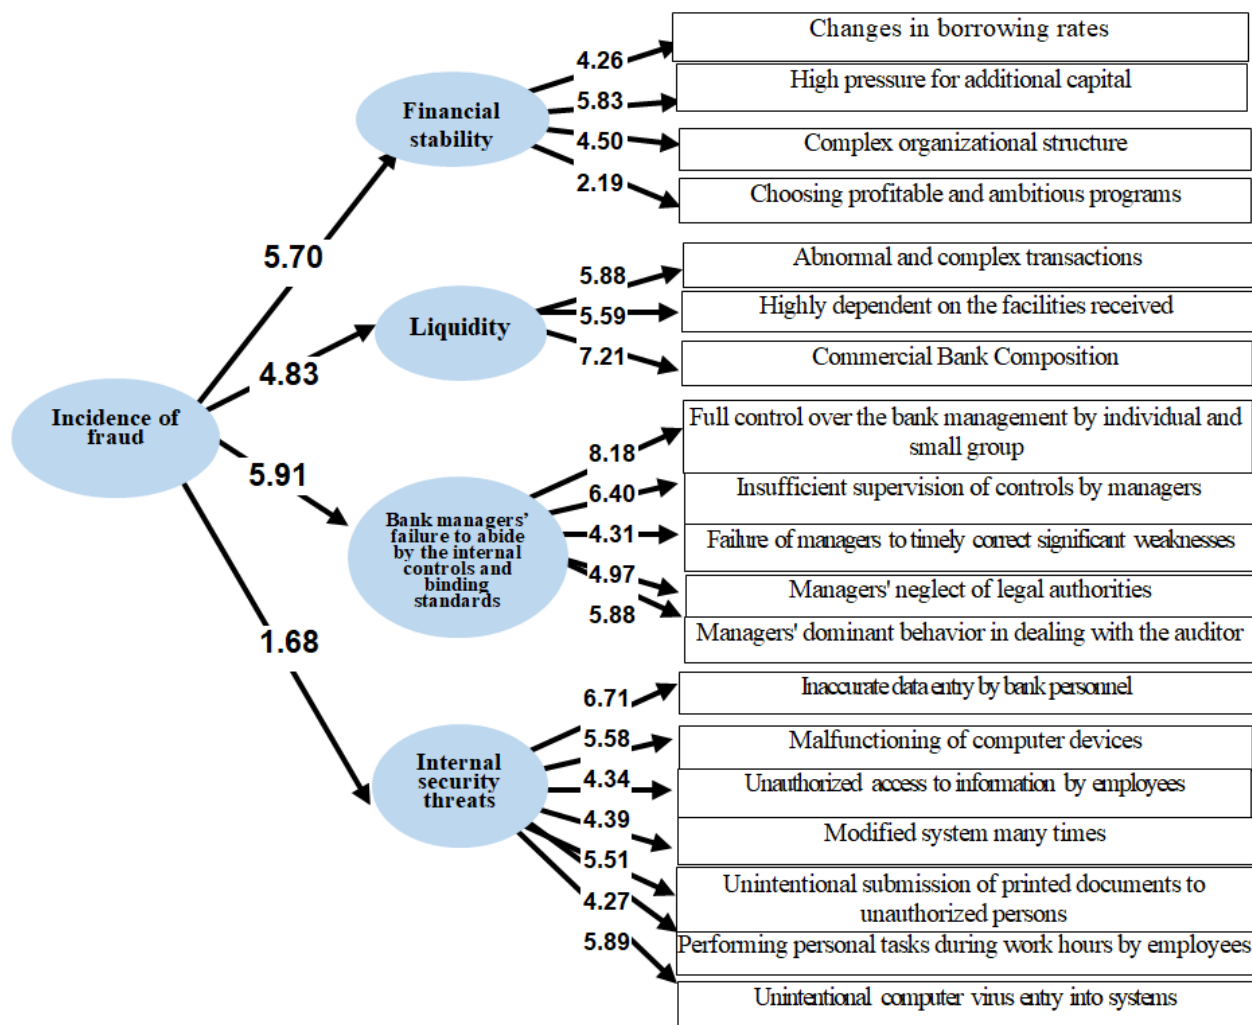 Changes in borrowing rates
4.26
High pressure for additional capital
5.83
Financial
stability
4.50
Complex organizational structure
2.19
Choosing profitable and ambitious programs
5.70
Abnormal and complex transactions
5.88
Highly dependent on the facilities received
5.59
Liquidity
7.21
Commercial Bank Composition
4.83
Incidence of
fraud
Full control over the bank management by individual and
small group
8.18
5.91
Insufficient supervision of controls by managers
6.40
Bank managers’
failure to abide
by the internal
controls and
binding
standards
4.31
Failure of managers to timely correct significant weaknesses
4.97
Managers' neglect of legal authorities
5.88
Managers' dominant behavior in dealing with the auditor
1.68
Inaccurate data entry by bank personnel
6.71
5.58
Malfunctioning of computer devices
Internal
security
threats
4.34
Unauthorized access to information by employees
4.39
Modified system many times
5.51
Unintentional submission of printed documents to
unauthorized persons
4.27
Performing personal tasks during work hours by employees
5.89
Unintentional computer virus entry into systems